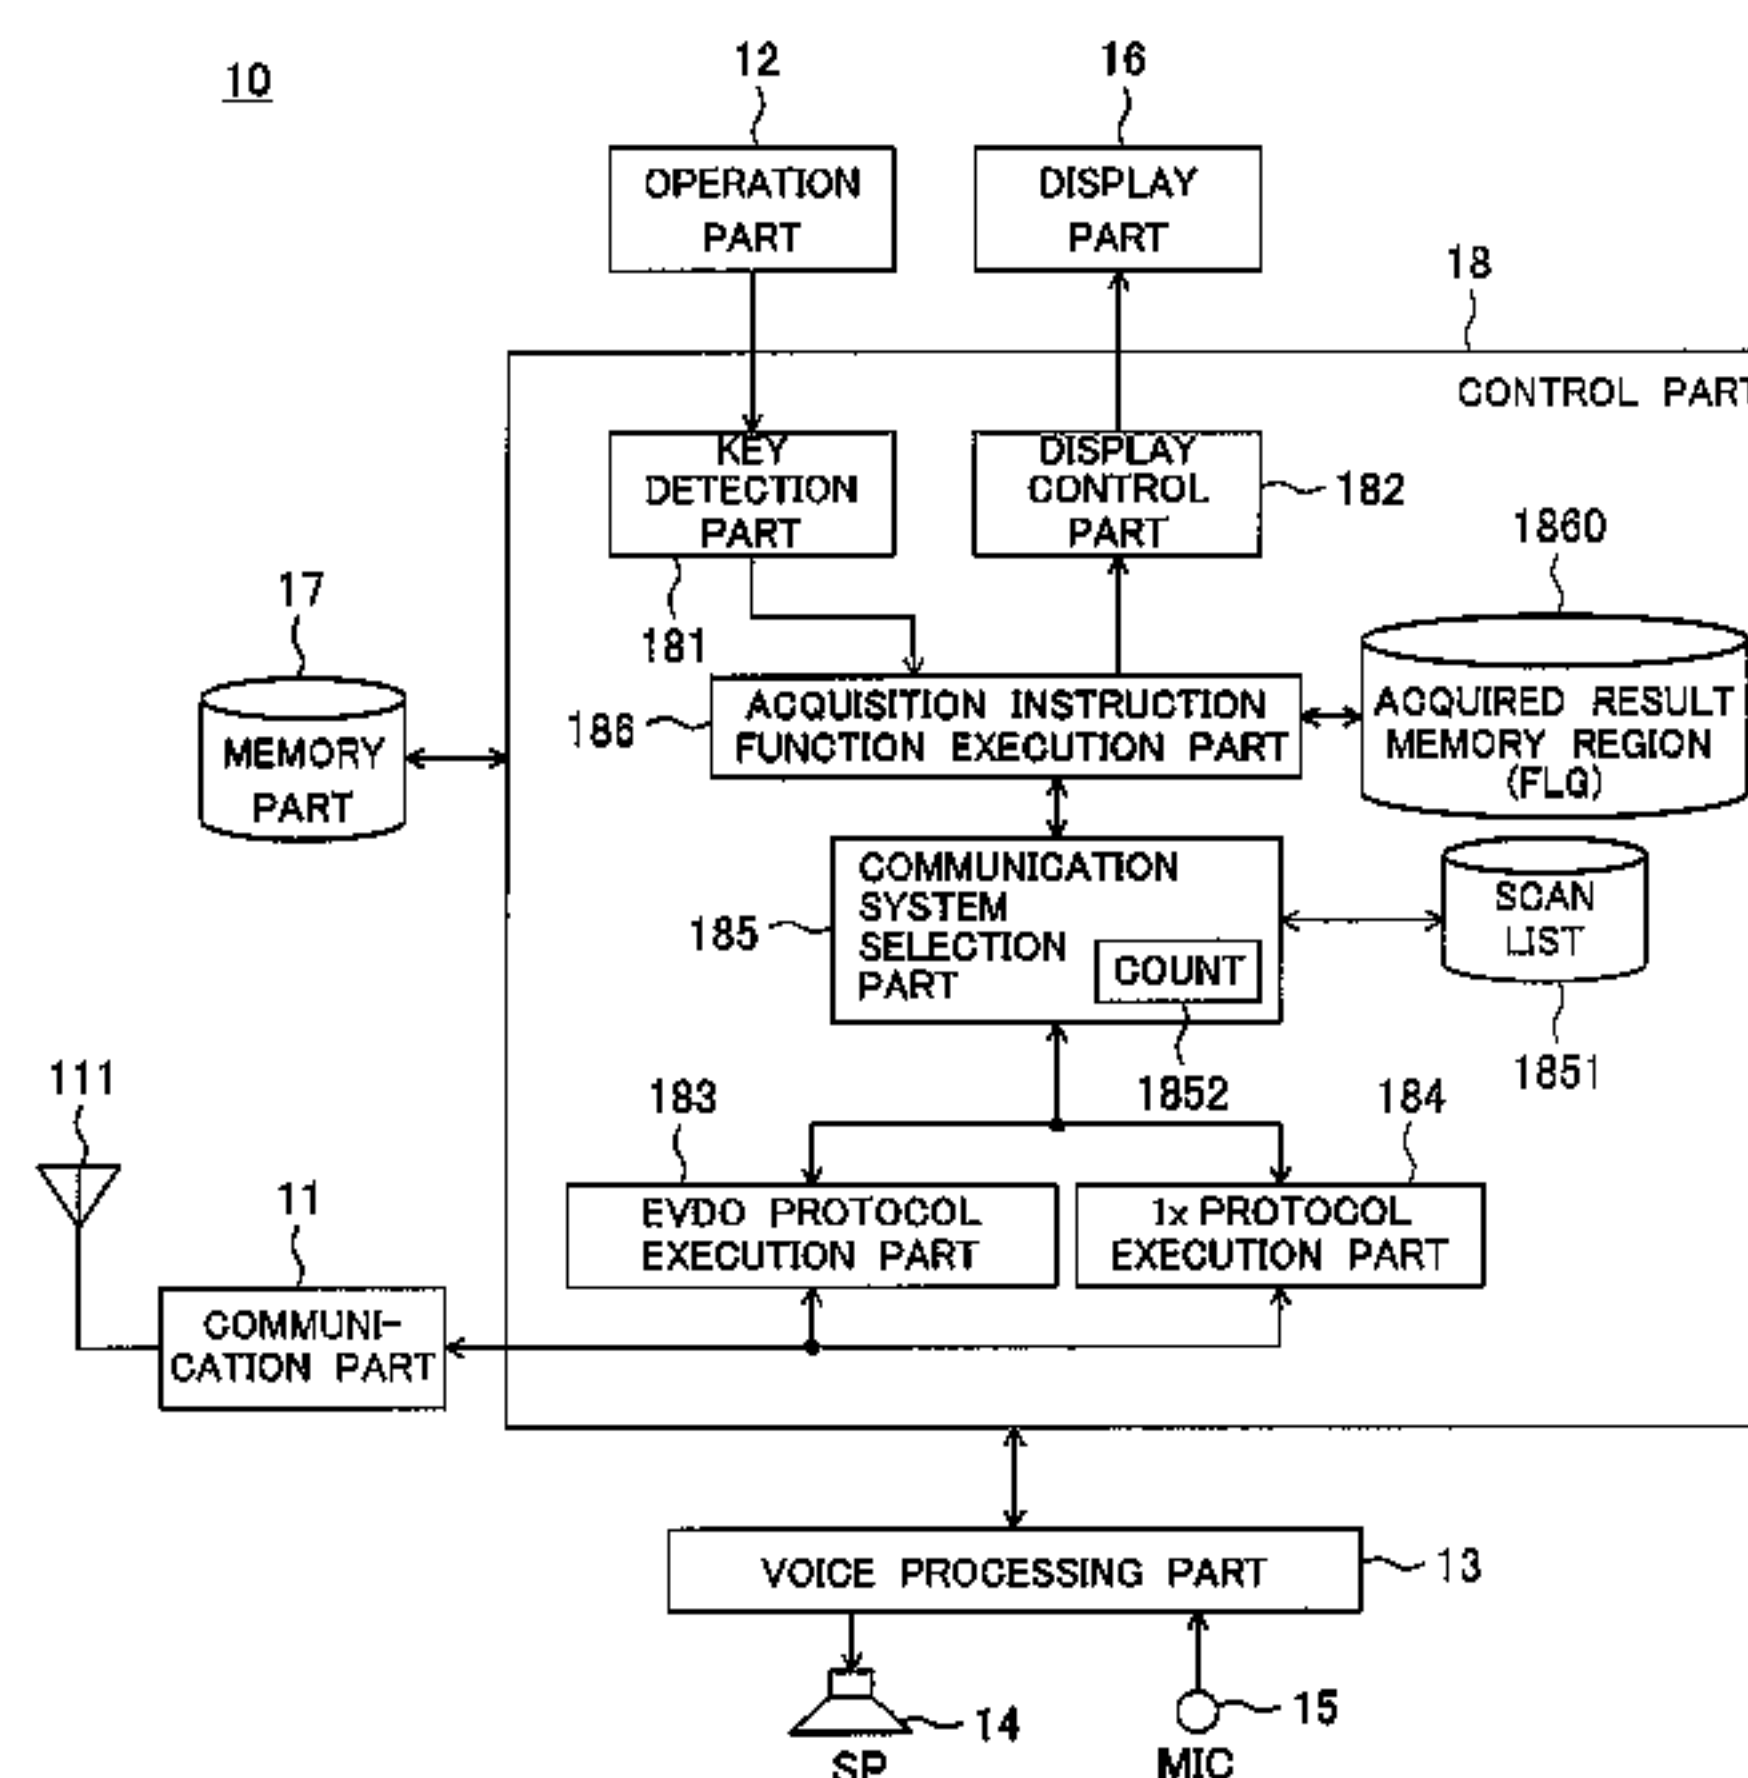 10
12
16
OPERATION
PART
DISPLAY
PART
18
CONTROL PART
KEY
DETECTION
PART
DISPLAY
CONTROL
PART
182
1860
17
181
MEMORY
PART
186
ACQUISITION INSTRUCTION
FUNCTION EXECUTION PART
ACQUIRED RESULT
MEMORY REGION
(FLG)
185
COMMUNICATION
SYSTEM
SELECTION
PART
COUNT
SCAN
LIST
1851
1852
111
183
184
11
EVDO PROTOCOL
EXECUTION PART
1x PROTOCOL
EXECUTION PART
COMMUNI-
CATION PART
VOICE PROCESSING PART
13
14
15
SP
MIC